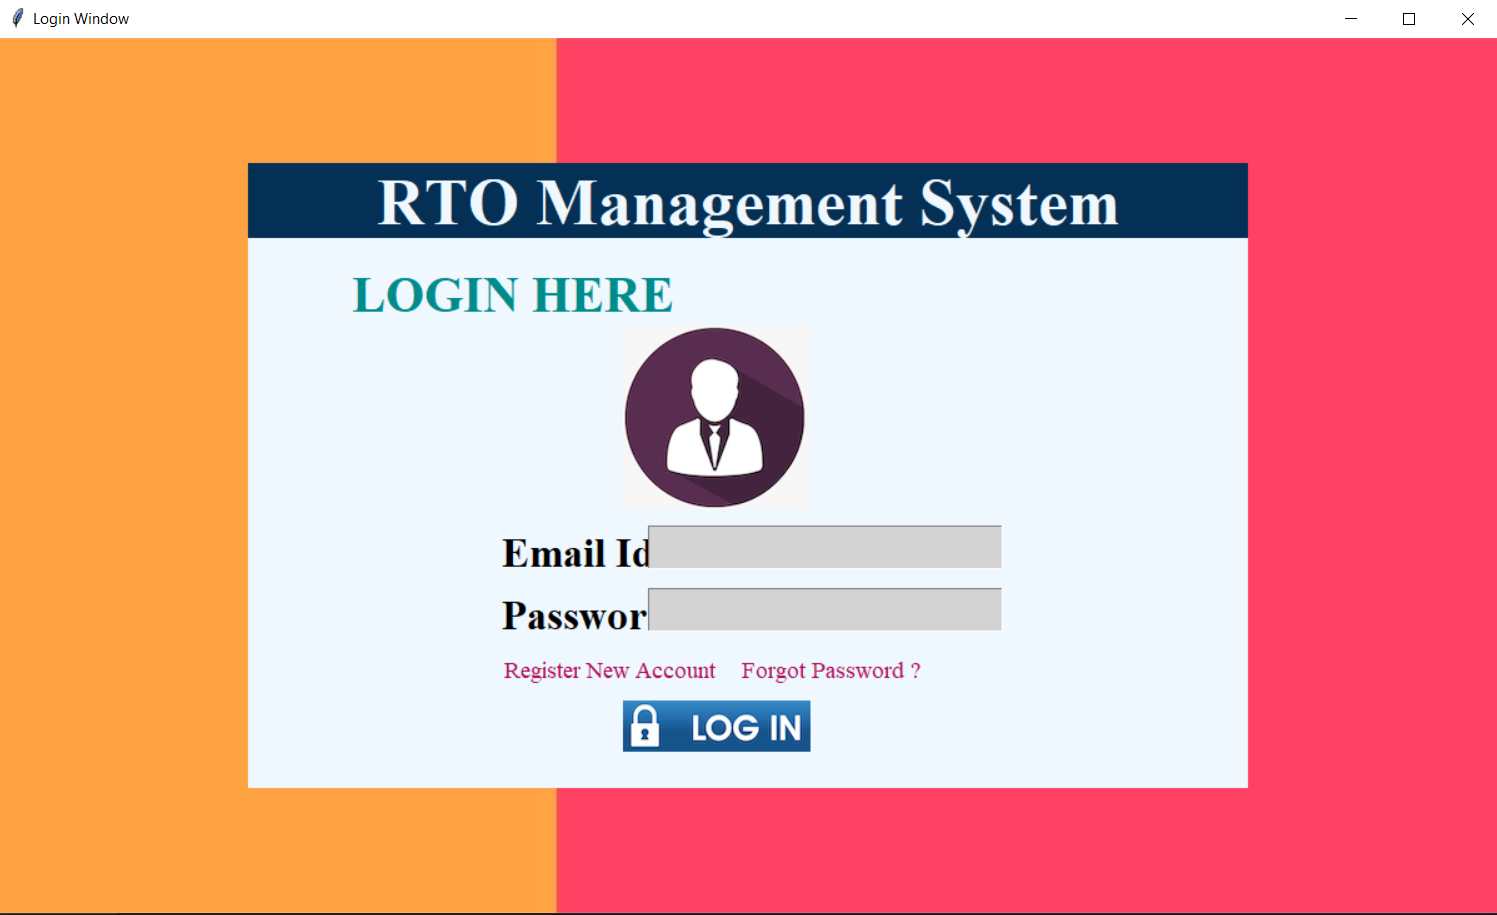 Login Window
RTO Management System
LOGIN HERE
Email Id
Passwor
Register New Account Forgot Password ?
LOG IN